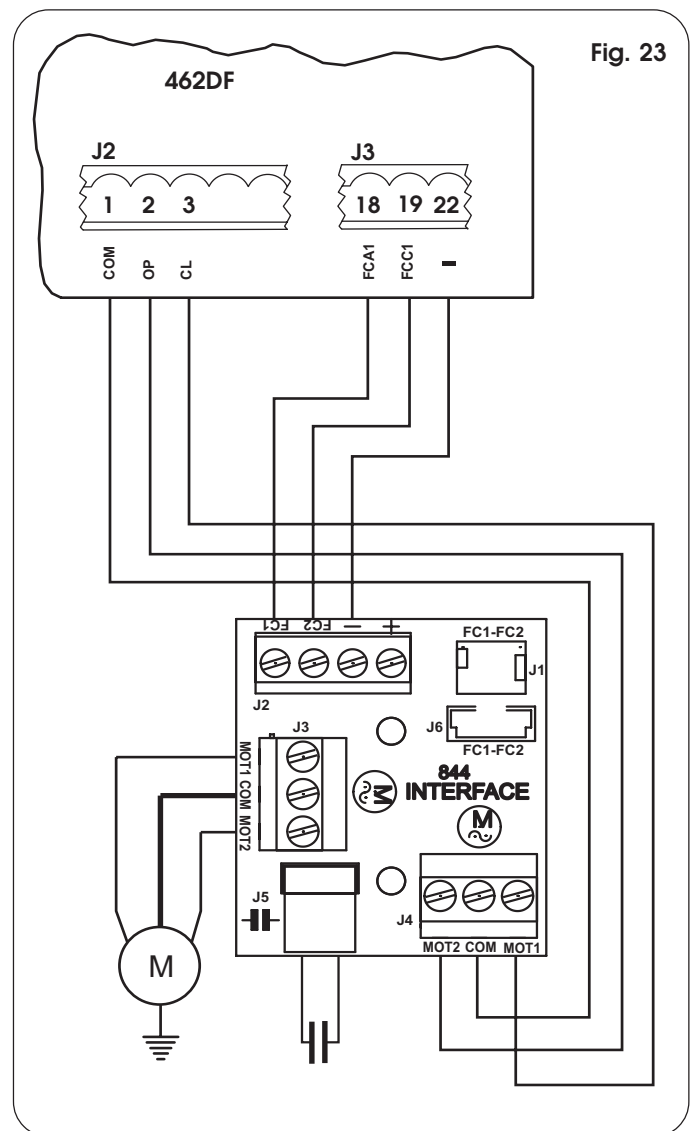 Fig. 23
462DF
J2
J3
1 2 3
18 19 22
COM
OP
CL
FCA1
FCC1
-
FC1 FC2 - +
FC1-FC2
J1
J2
J3
J6
FC1-FC2
MOT1 COM MOT2
844
INTERFACE
M
M
J5
J4
MOT2 COM MOT1
M